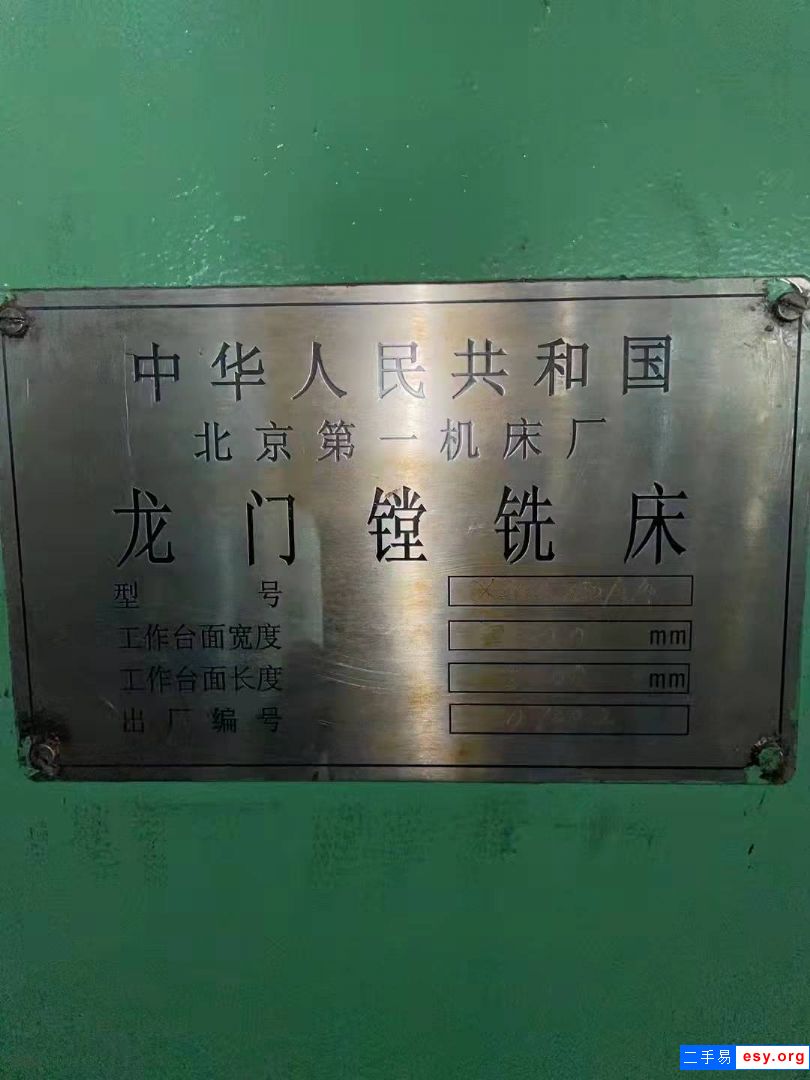 中华人民共和国
北京第一机床厂
龙门镗铣床
型号
工作台面宽度 mm
工作台面长度 mm
出厂编号
二手易 esy.org